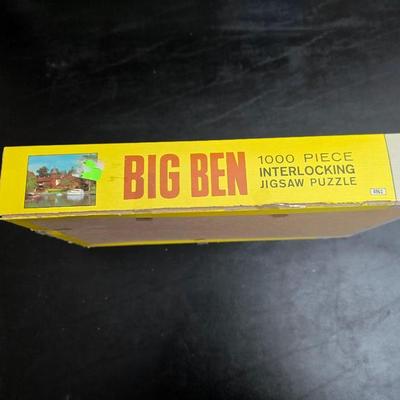 BIG BEN
1000 PIECE
INTERLOCKING
JIGSAW PUZZLE